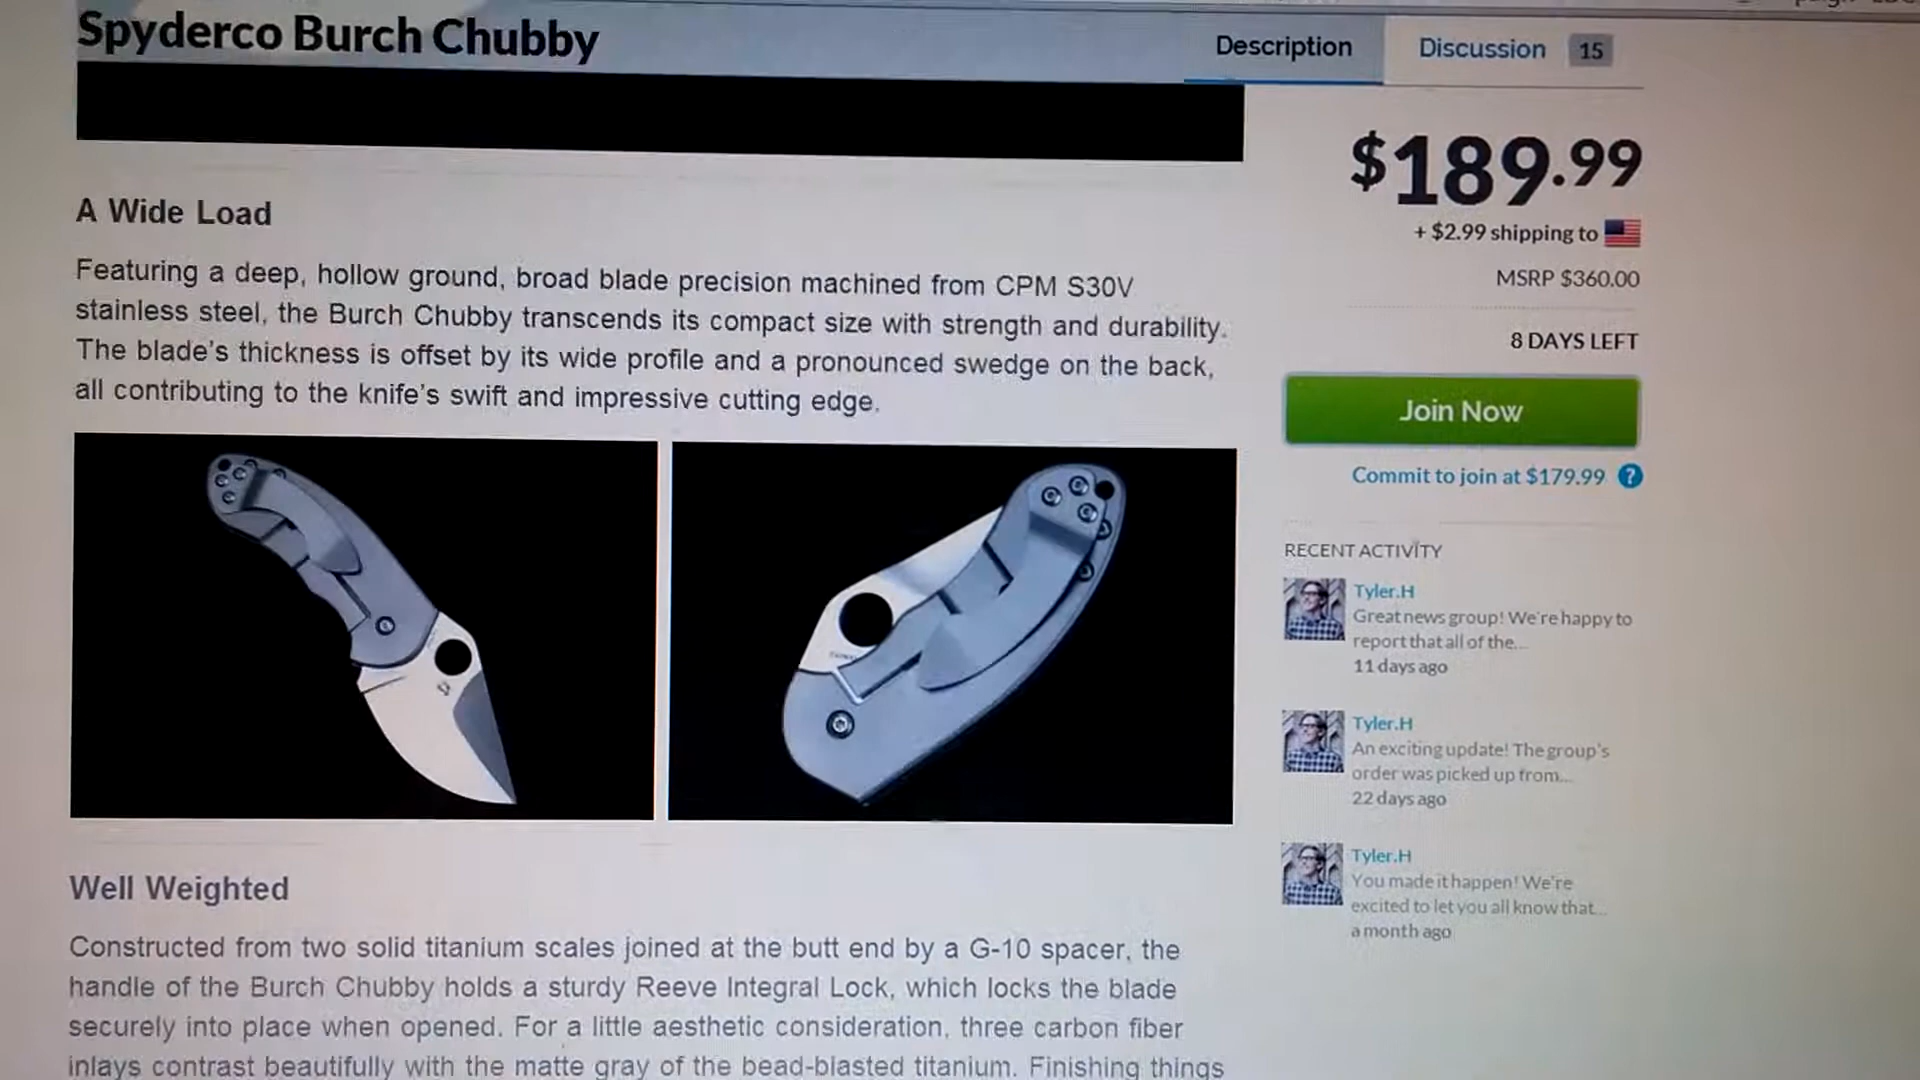 Spyderco Burch Chubby
Description
Discussion 15
A Wide Load
Featuring a deep, hollow ground, broad blade precision machined from CPM S30V
stainless steel, the Burch Chubby transcends its compact size with strength and durability.
The blade's thickness is offset by its wide profile and a pronounced swedge on the back,
all contributing to the knife's swift and impressive cutting edge.
Well Weighted
Constructed from two solid titanium scales joined at the butt end by a G-10 spacer, the
handle of the Burch Chubby holds a sturdy Reeve Integral Lock, which locks the blade
securely into place when opened. For a little aesthetic consideration, three carbon fiber
inlays contrast beautifully with the matte gray of the bead-blasted titanium. Finishing things
$189.99
+ $2.99 shipping to
MSRP $360.00
8 DAYS LEFT
Join Now
Commit to join at $179.99 ?
RECENT ACTIVITY
Tyler.H
Great news group! We're happy to
report that all of the...
11 days ago
Tyler.H
An exciting update! The group's
order was picked up from...
22 days ago
Tyler.H
You made it happen! We're
excited to let you all know that...
a month ago